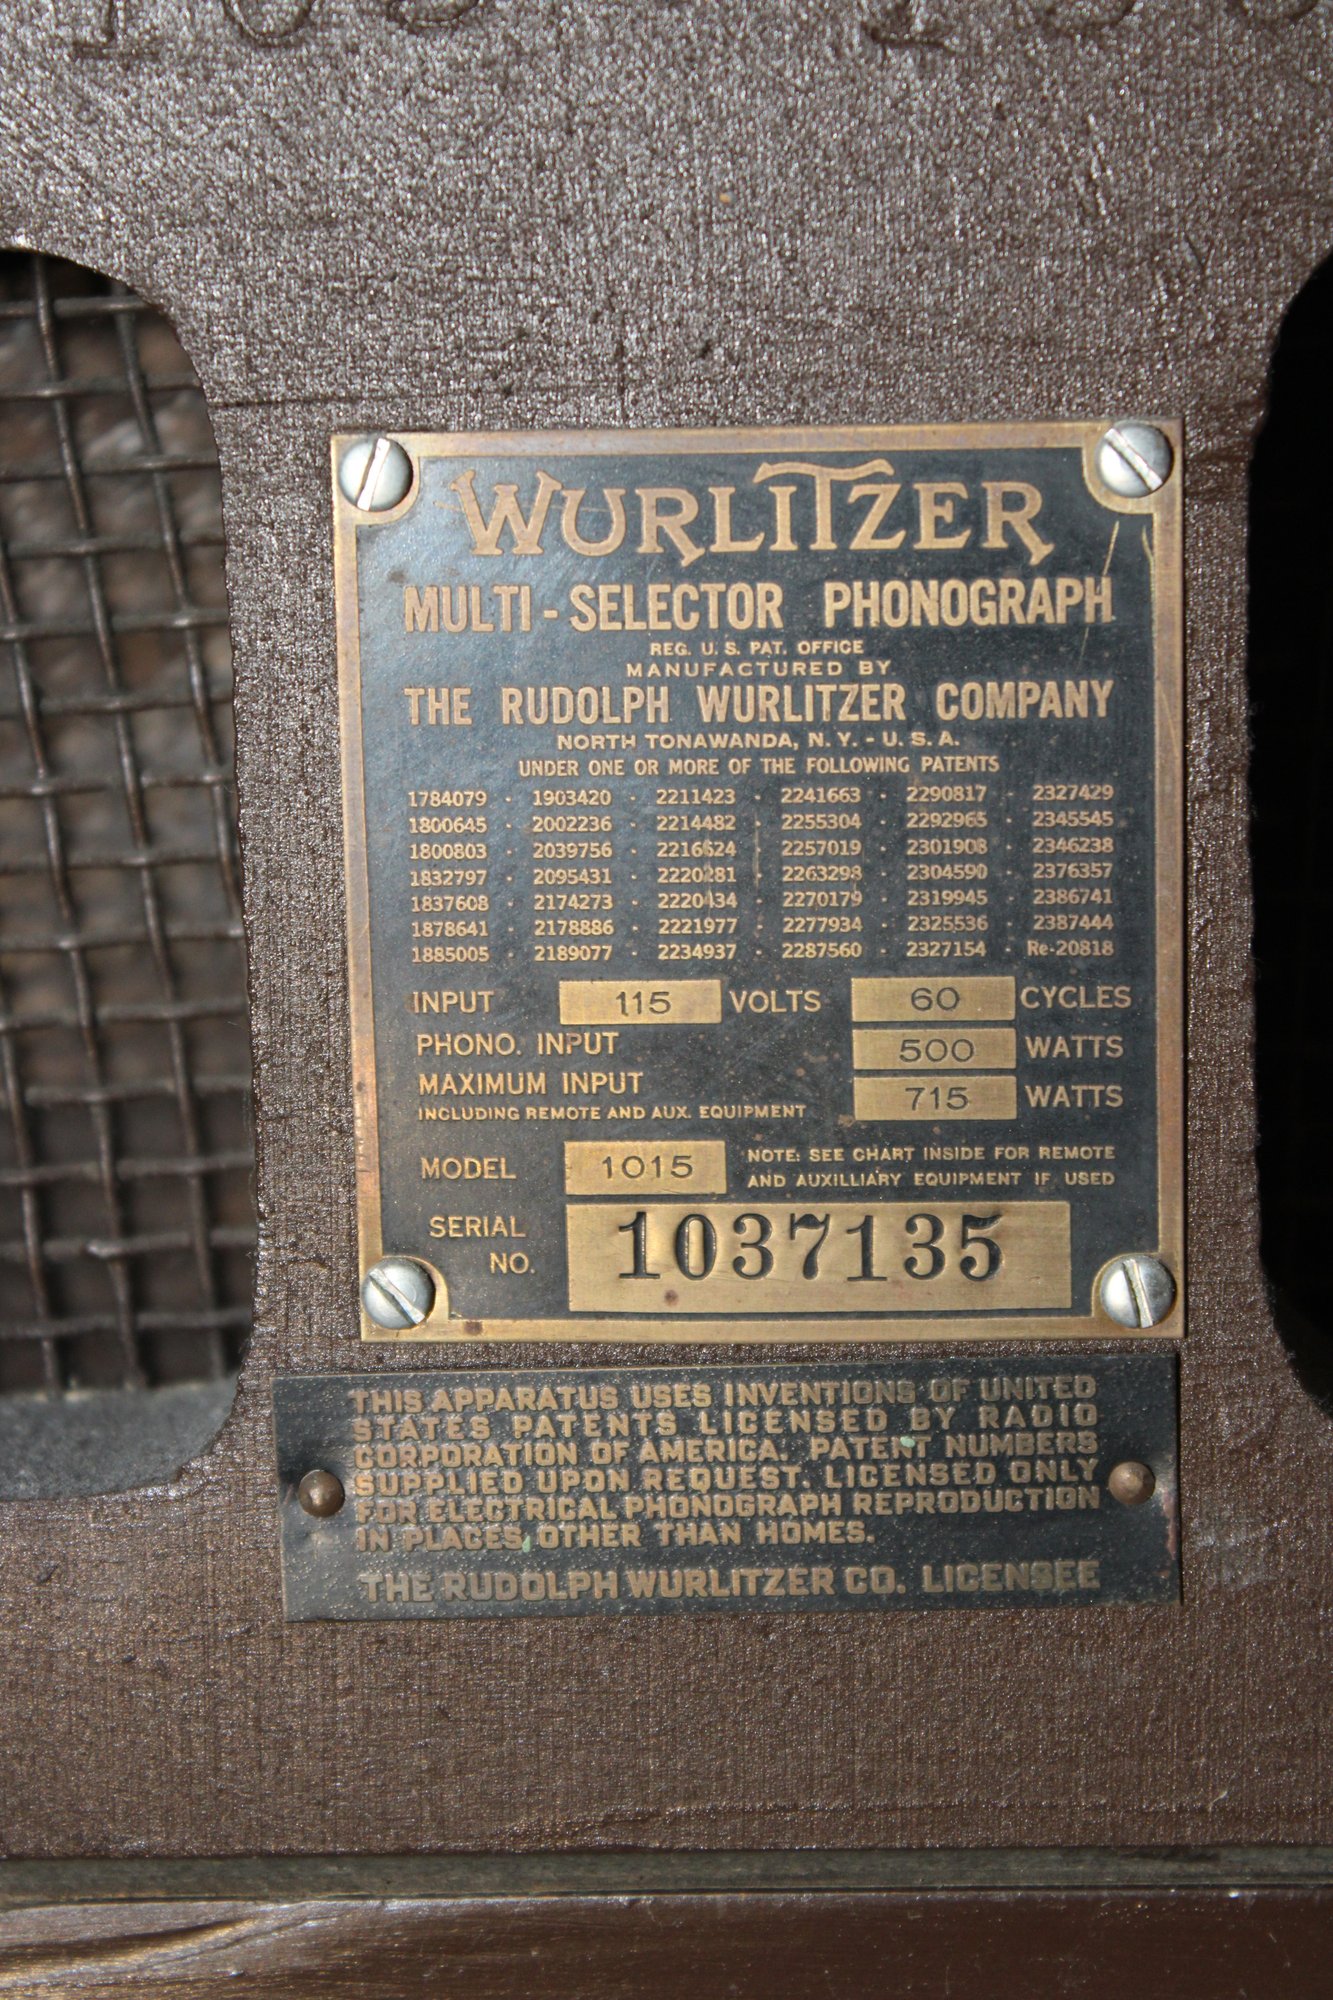 WURLITZER
MULTI-SELECTOR PHONOGRAPH
REG. U. S. PAT. OFFICE
MANUFACTURED BY
THE RUDOLPH WURLITZER COMPANY
NORTH TONAWANDA, N. Y. - U. S. A.
UNDER ONE OR MORE OF THE FOLLOWING PATENTS
1784079 · 1903420 · 2211423 · 2241663 · 2290817 · 2327429
1800645 · 2002236 · 2214482 · 2255304 · 2292965 · 2345545
1800803 · 2039756 · 2216624 · 2257019 · 2301908 · 2346238
1832797 · 2095431 · 2220281 · 2263298 · 2304590 · 2376357
1837608 · 2174273 · 2220434 · 2270179 · 2319945 · 2386741
1878641 · 2178886 · 2221977 · 2277934 · 2325536 · 2387444
1885005 · 2189077 · 2234937 · 2287560 · 2327154 · Re-20818
INPUT 115 VOLTS 60 CYCLES
PHONO. INPUT 500 WATTS
MAXIMUM INPUT 715 WATTS
INCLUDING REMOTE AND AUX. EQUIPMENT
MODEL 1015 NOTE: SEE CHART INSIDE FOR REMOTE
AND AUXILLIARY EQUIPMENT IF USED
SERIAL NO. 1037135
THIS APPARATUS USES INVENTIONS OF UNITED
STATES PATENTS LICENSED BY RADIO
CORPORATION OF AMERICA. PATENT NUMBERS
SUPPLIED UPON REQUEST. LICENSED ONLY
FOR ELECTRICAL PHONOGRAPH REPRODUCTION
IN PLACES OTHER THAN HOMES.
THE RUDOLPH WURLITZER CO. LICENSEE